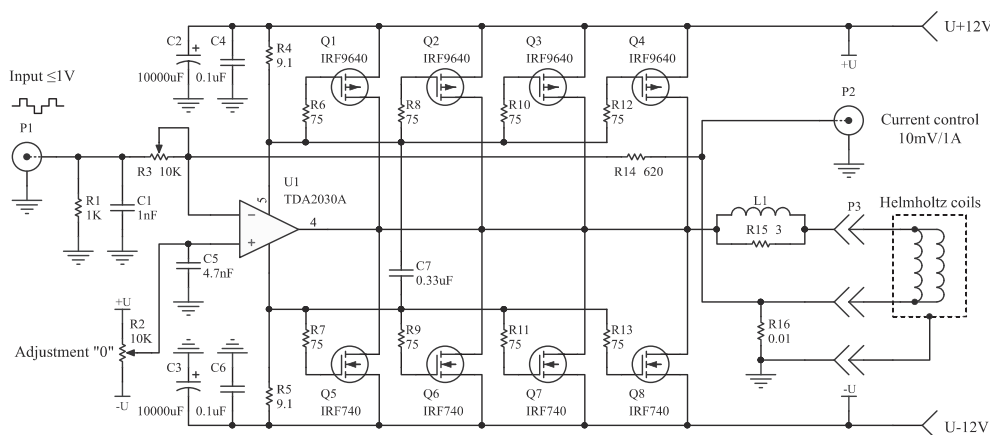 U+12V
C2
10000uF
C4
0.1uF
R4
9.1
Q1
IRF9640
Q2
IRF9640
Q3
IRF9640
Q4
IRF9640
+U
P2
Current control
10mV/1A
Input ≤1V
P1
R6
75
R8
75
R10
75
R12
75
R3 10K
R14 620
R1
1K
C1
1nF
U1
TDA2030A
5
4
−
+
C5
4.7nF
C7
0.33uF
L1
R15 3
P3
Helmholtz coils
+U
R2
10K
Adjustment "0"
-U
R7
75
R9
75
R11
75
R13
75
R16
0.01
C3
10000uF
C6
0.1uF
+
+
R5
9.1
3
Q5
IRF740
Q6
IRF740
Q7
IRF740
Q8
IRF740
-U
U-12V